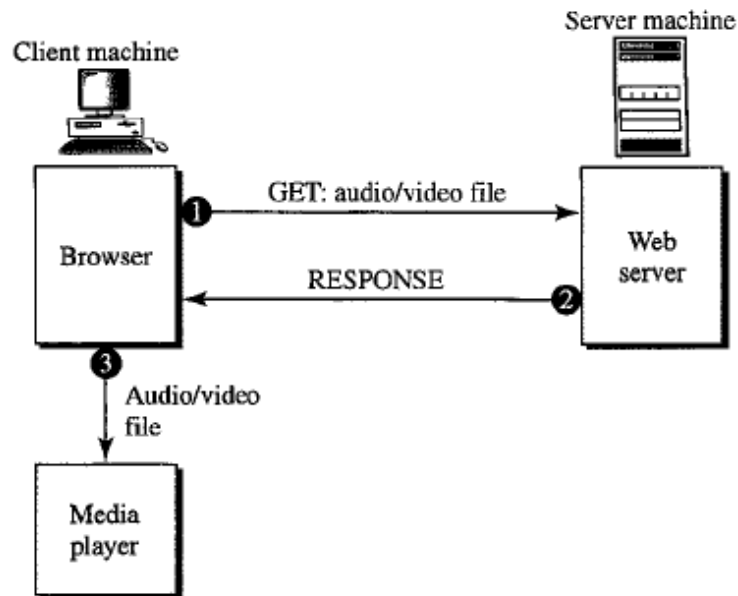 Server machine
Client machine
1
GET: audio/video file
Browser
Web
server
RESPONSE
2
3
Audio/video
file
Media
player